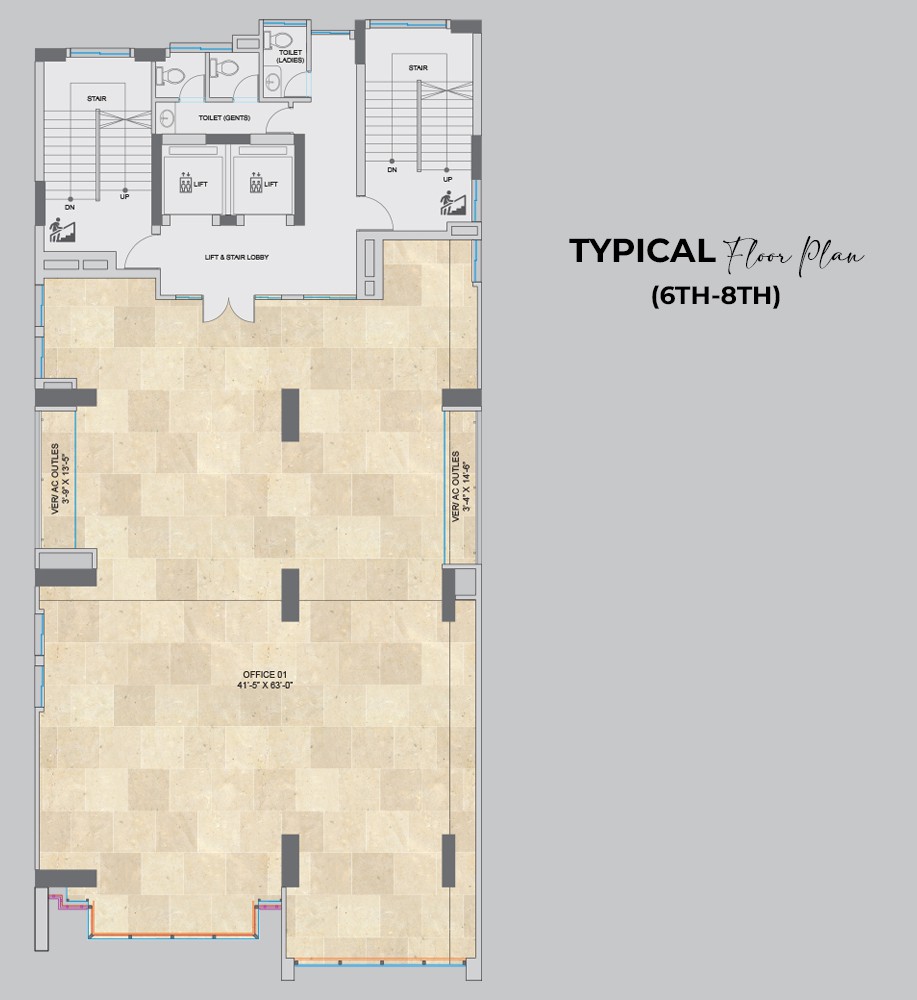 TOILET
(LADIES)
STAIR
STAIR
TOILET (GENTS)
DN
UP
LIFT
LIFT
DN
UP
LIFT & STAIR LOBBY
TYPICAL Floor Plan
(6TH-8TH)
VER/ AC OUTLES
3'-9" X 13'-5"
VER/ AC OUTLES
3'-4" X 14'-6"
OFFICE 01
41'-5" X 63'-0"